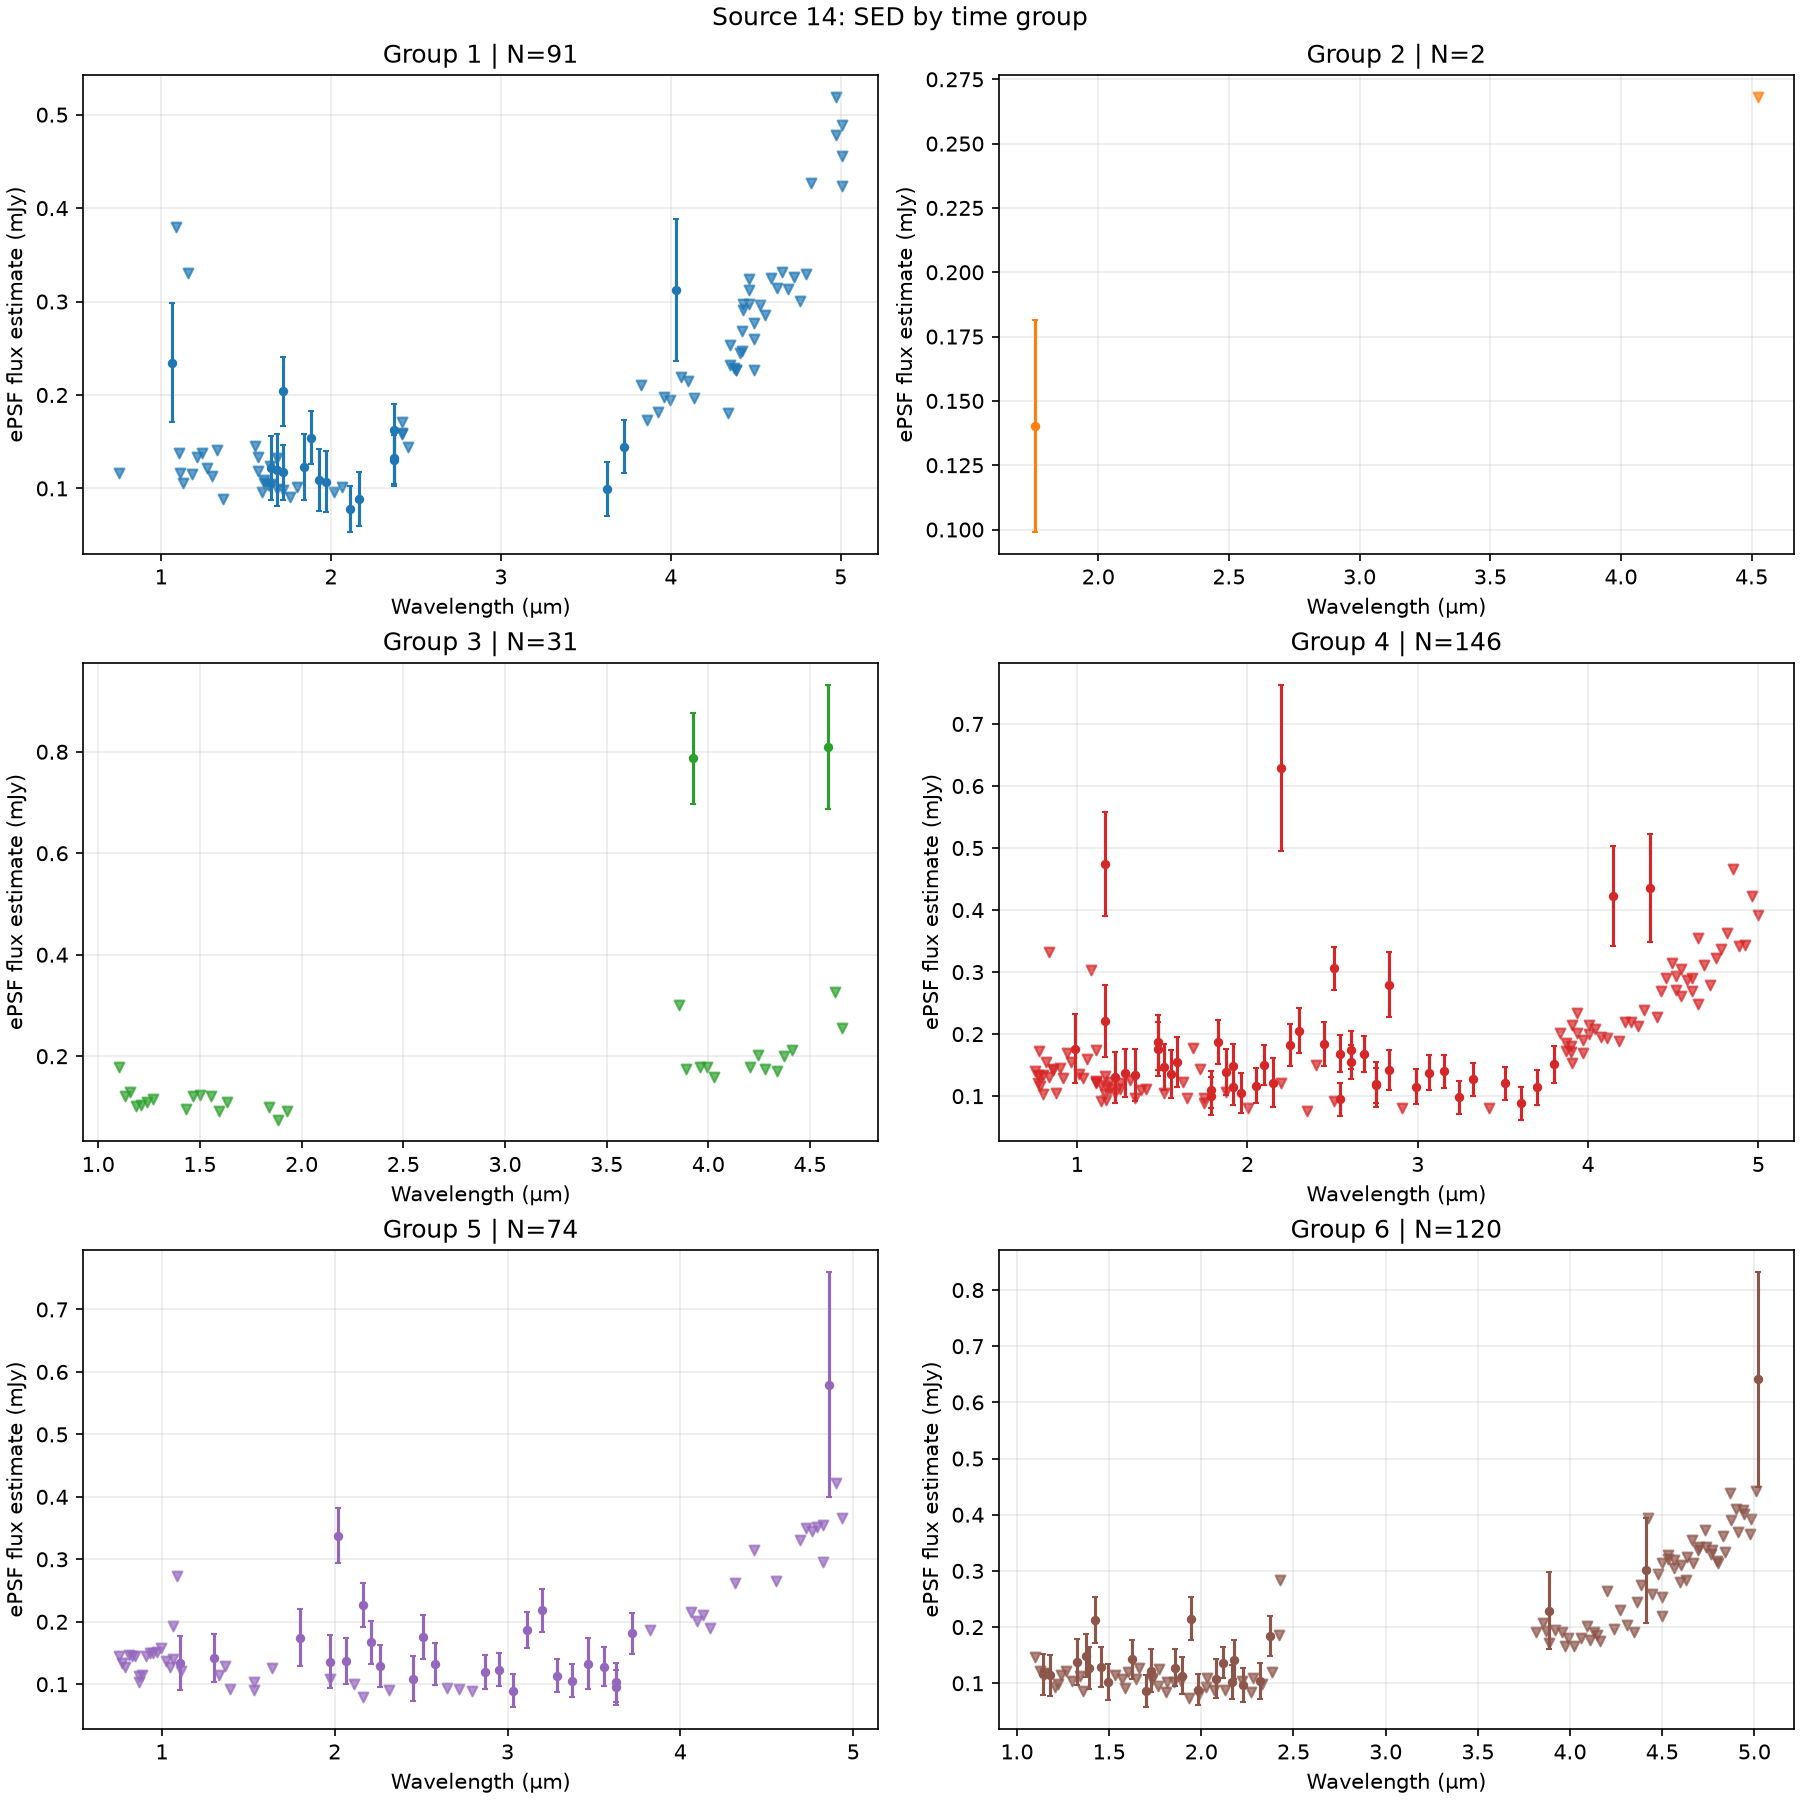 Source 14: SED by time group
Group 1 | N=91
ePSF flux estimate (mJy)
0.5
0.4
0.3
0.2
0.1
1 2 3 4 5
Wavelength (μm)
Group 2 | N=2
ePSF flux estimate (mJy)
0.275
0.250
0.225
0.200
0.175
0.150
0.125
0.100
2.0 2.5 3.0 3.5 4.0 4.5
Wavelength (μm)
Group 3 | N=31
ePSF flux estimate (mJy)
0.8
0.6
0.4
0.2
1.0 1.5 2.0 2.5 3.0 3.5 4.0 4.5
Wavelength (μm)
Group 4 | N=146
ePSF flux estimate (mJy)
0.7
0.6
0.5
0.4
0.3
0.2
0.1
1 2 3 4 5
Wavelength (μm)
Group 5 | N=74
ePSF flux estimate (mJy)
0.7
0.6
0.5
0.4
0.3
0.2
0.1
1 2 3 4 5
Wavelength (μm)
Group 6 | N=120
ePSF flux estimate (mJy)
0.8
0.7
0.6
0.5
0.4
0.3
0.2
0.1
1.0 1.5 2.0 2.5 3.0 3.5 4.0 4.5 5.0
Wavelength (μm)